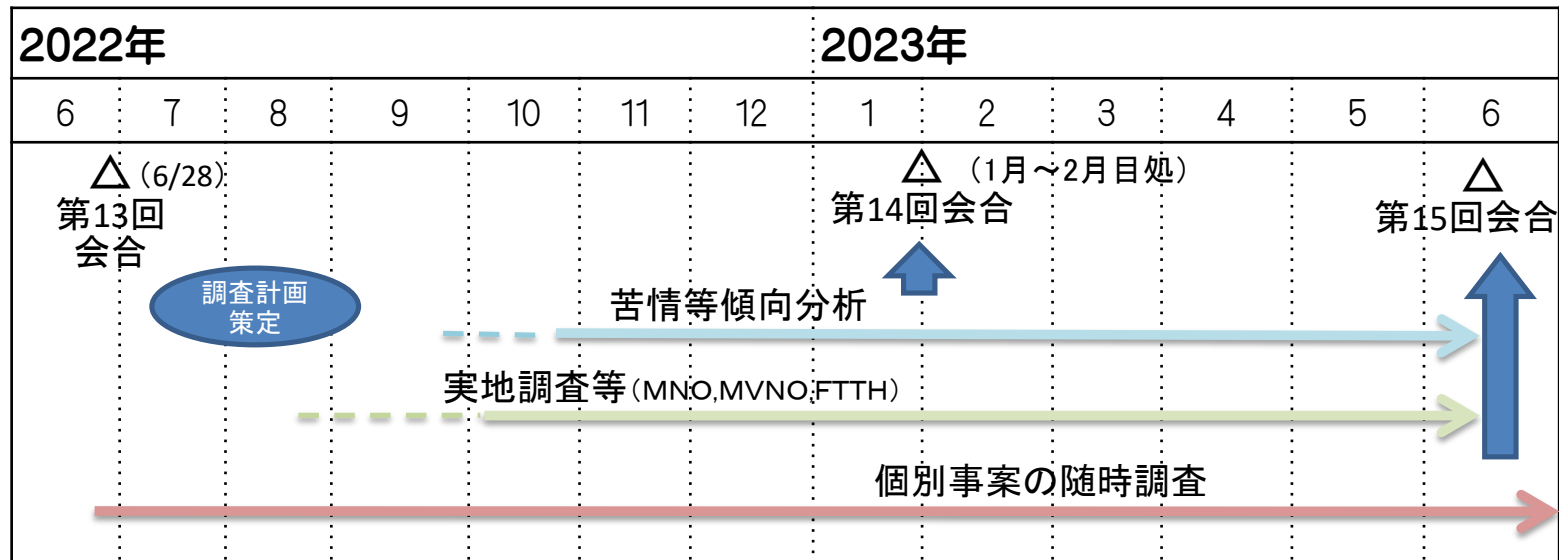 2022年
2023年
6 7 8 9 10 11 12 1 2 3 4 5 6
△(6/28)
第13回
会合
△(1月～2月目処)
第14回会合
△
第15回会合
調査計画
策定
苦情等傾向分析
実地調査等(MNO,MVNO,FTTH)
個別事案の随時調査